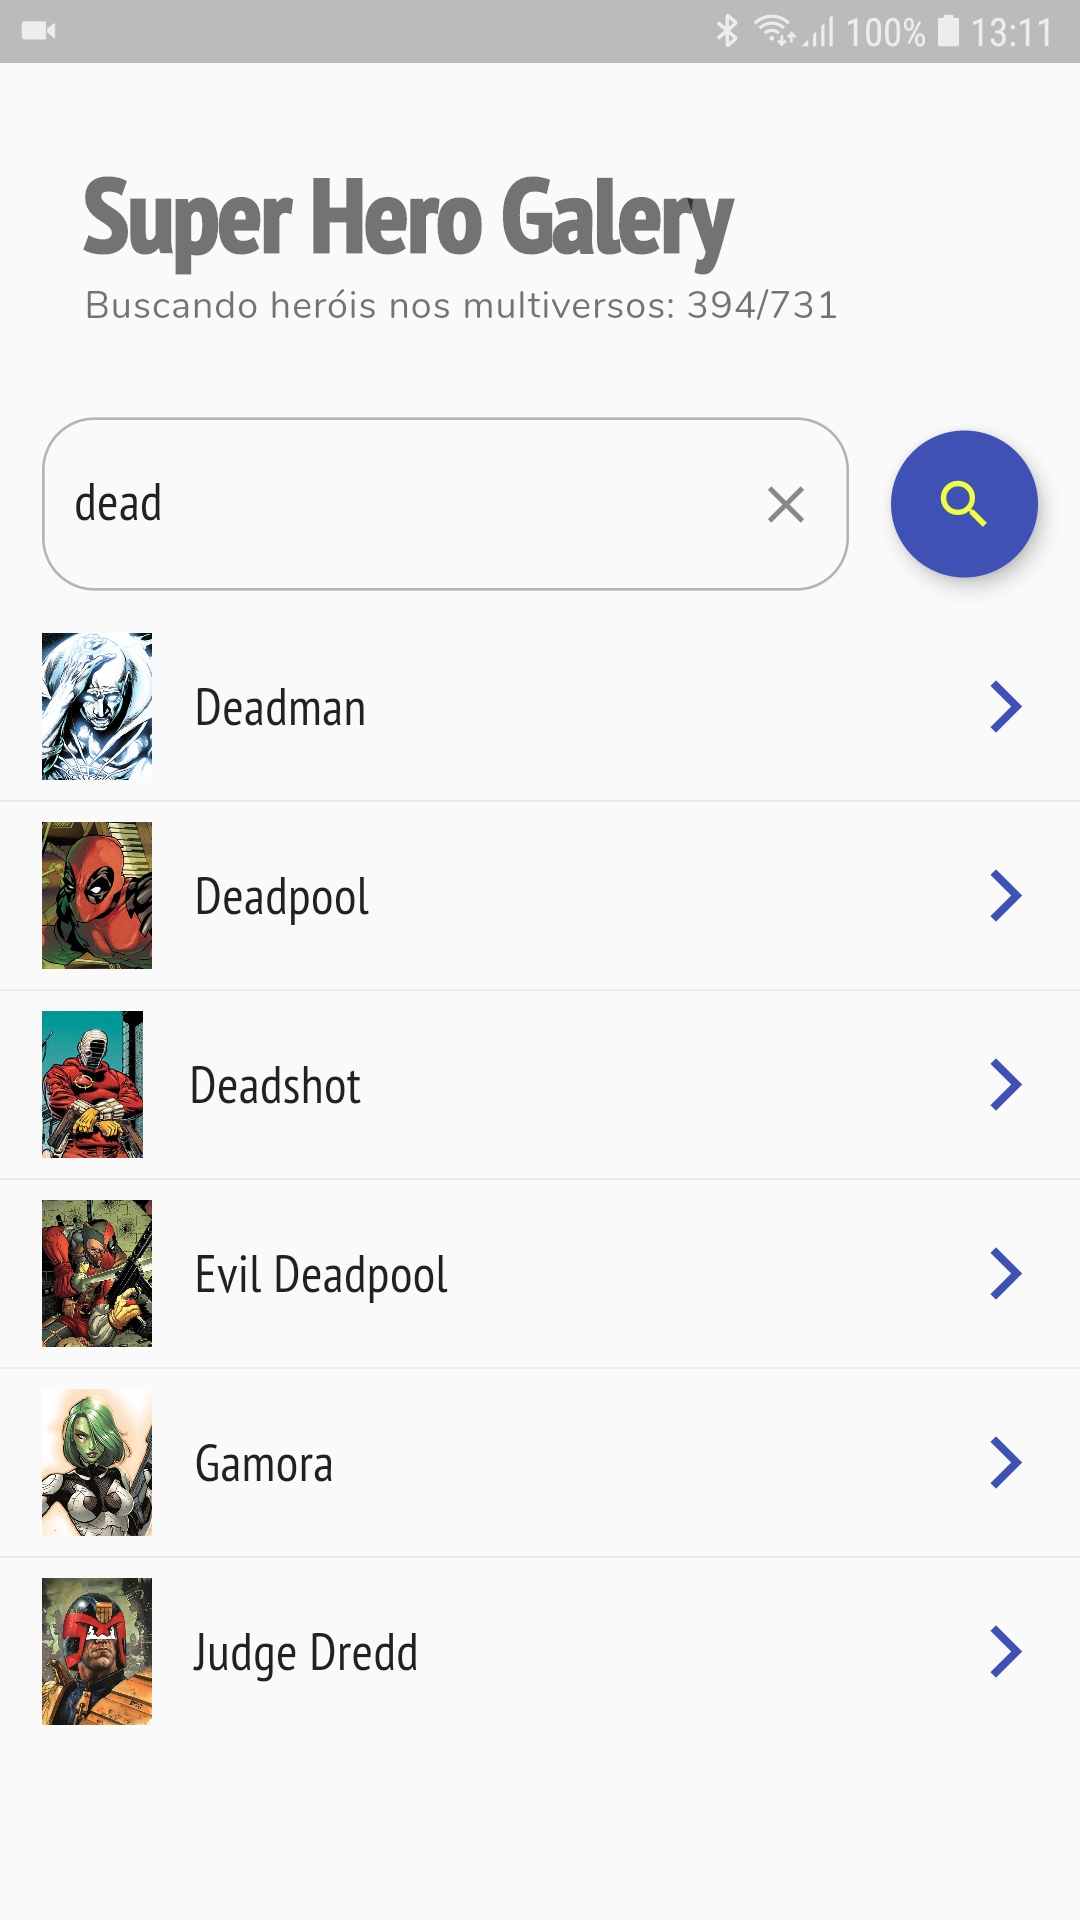 100% 13:11
Super Hero Galery
Buscando heróis nos multiversos: 394/731
dead
Deadman
Deadpool
Deadshot
Evil Deadpool
Gamora
Judge Dredd